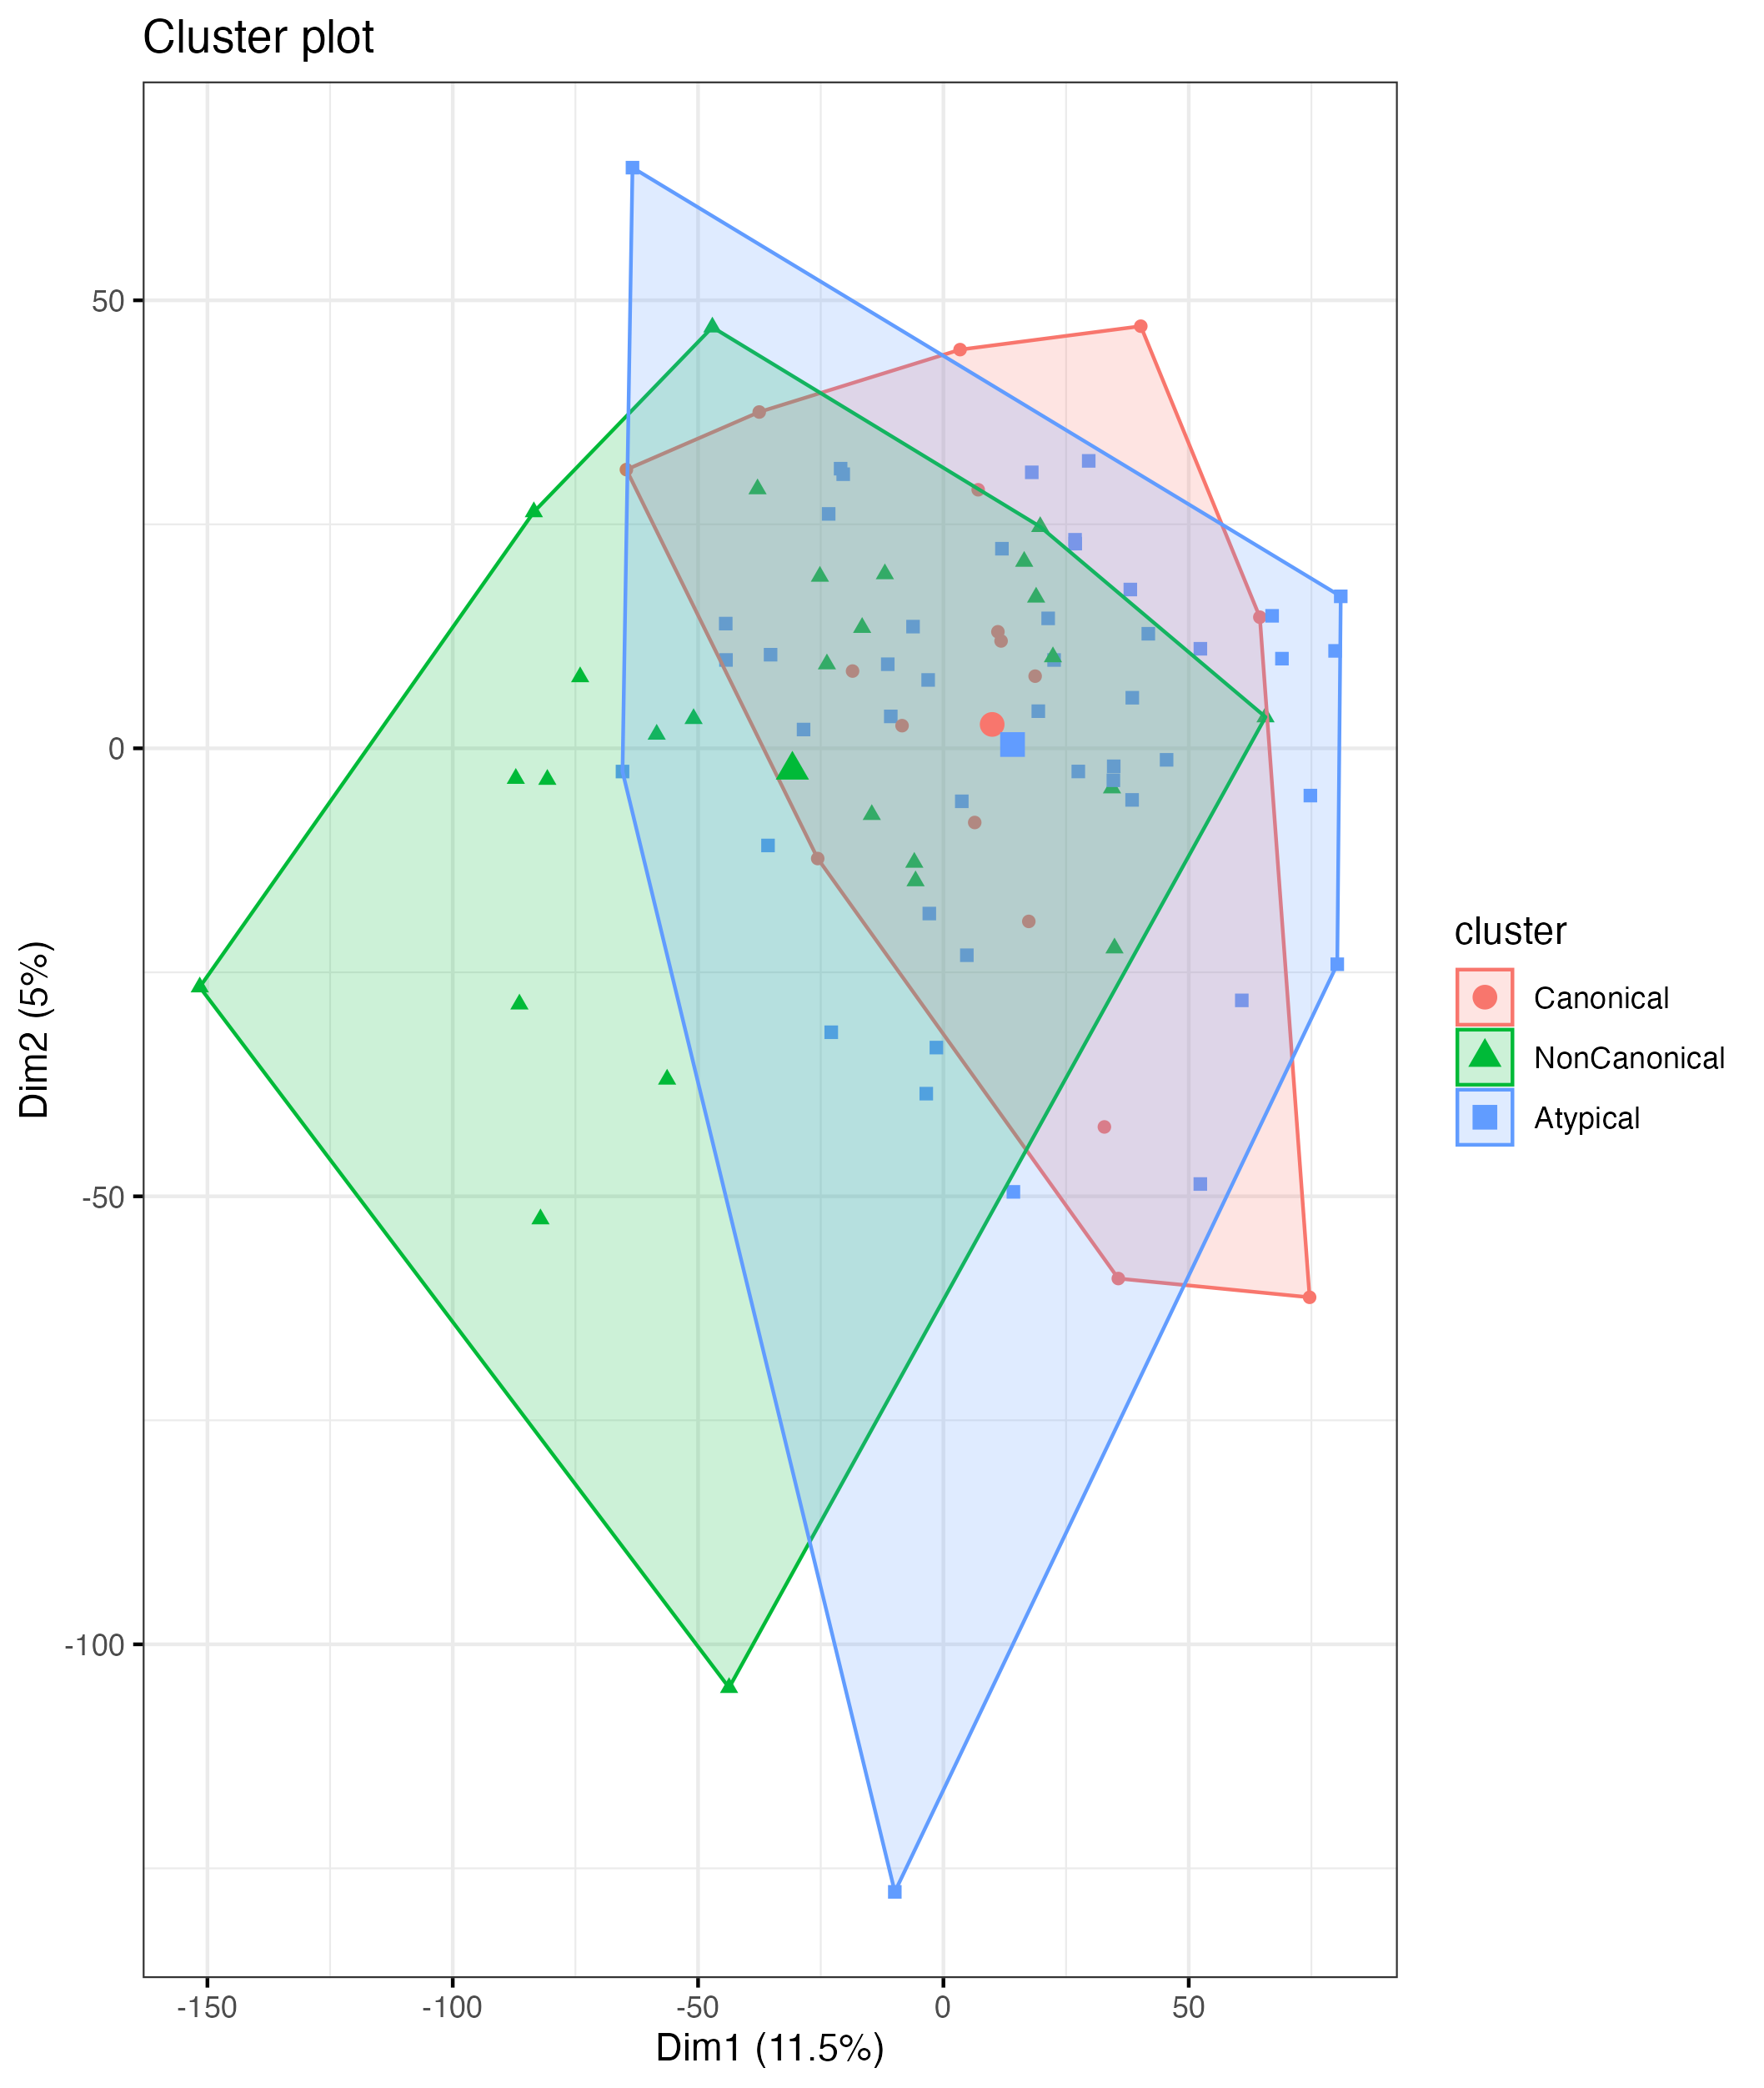 Cluster plot
50
0
-50
-100
Dim2 (5%)
-150
-100
-50
0
50
Dim1 (11.5%)
cluster
Canonical
NonCanonical
Atypical